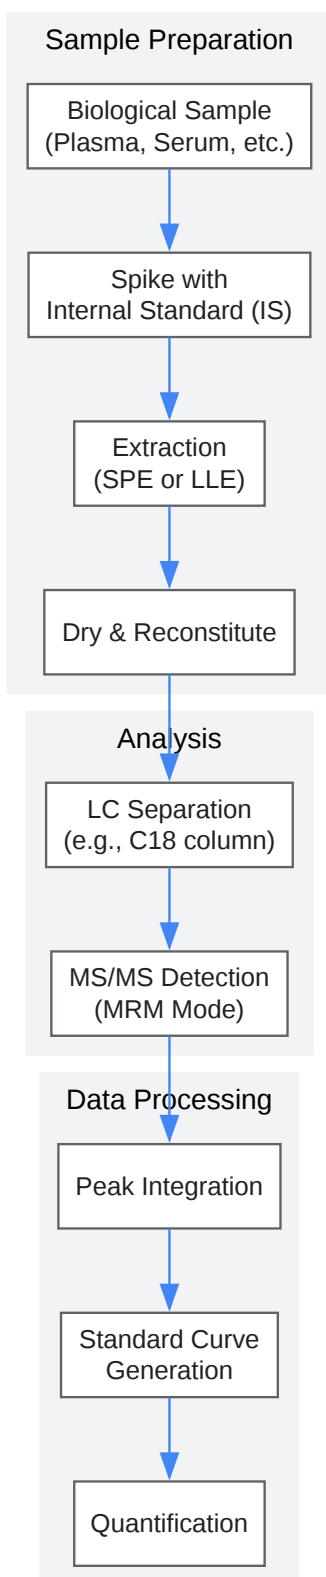 Sample Preparation
Biological Sample
(Plasma, Serum, etc.)
Spike with
Internal Standard (IS)
Extraction
(SPE or LLE)
Dry & Reconstitute
Analysis
LC Separation
(e.g., C18 column)
MS/MS Detection
(MRM Mode)
Data Processing
Peak Integration
Standard Curve
Generation
Quantification